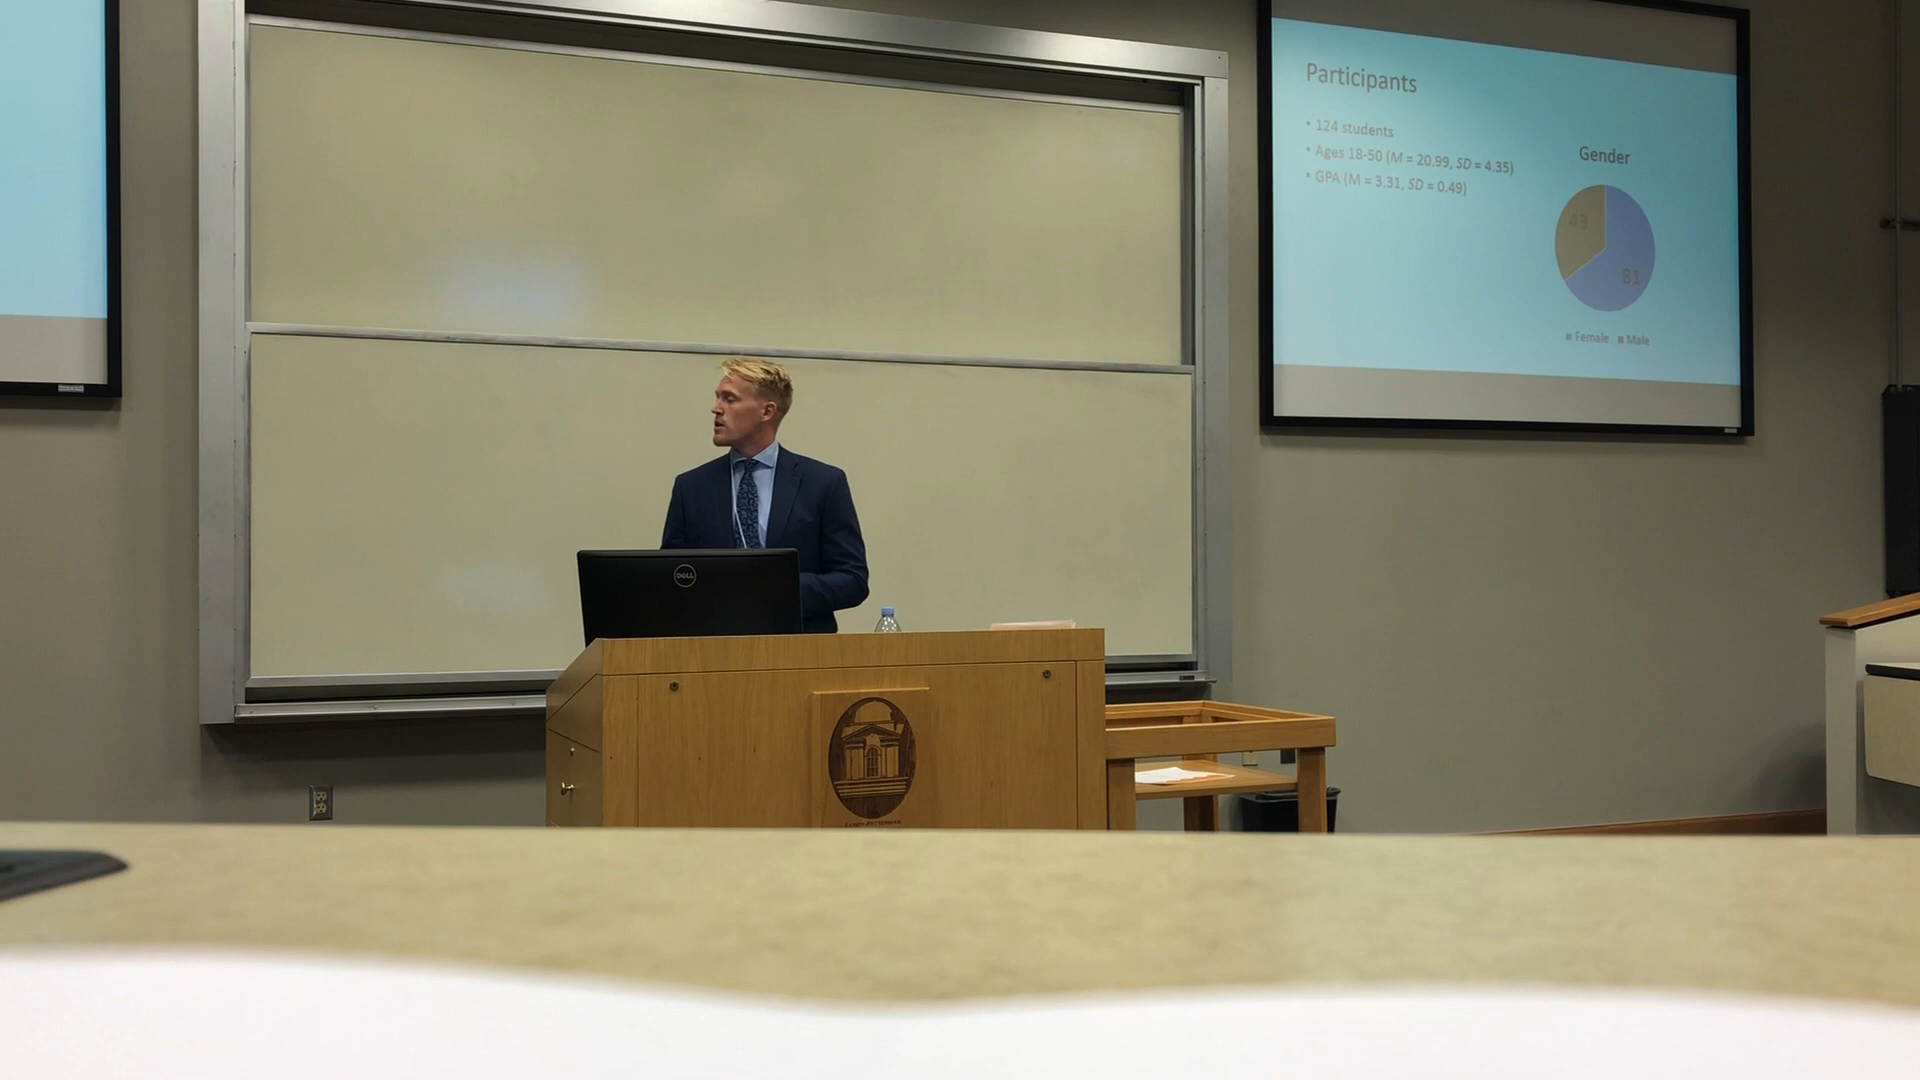 Participants
• 124 students
• Ages 18-50 (M = 20.99, SD = 4.35)
• GPA (M = 3.31, SD = 0.49)
Gender
43
81
Female Male
DELL